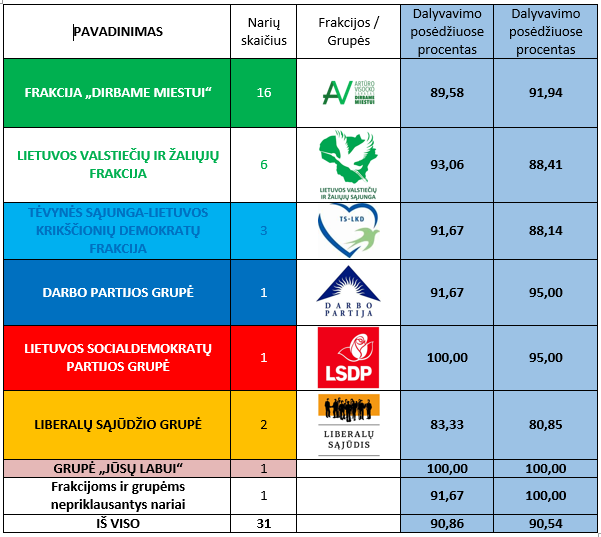 PAVADINIMAS
Narių
skaičius
Frakcijos /
Grupės
Dalyvavimo
posėdžiuose
procentas
Dalyvavimo
posėdžiuose
procentas
FRAKCIJA „DIRBAME MIESTUI“
16
AV
ARTŪRO
VISOCKO
DIRBAME
MIESTUI
89,58
91,94
LIETUVOS VALSTIEČIŲ IR ŽALIŲJŲ
FRAKCIJA
6
LIETUVOS VALSTIEČIŲ
IR ŽALIŲJŲ SĄJUNGA
93,06
88,41
TĖVYNĖS SĄJUNGA-LIETUVOS
KRIKŠČIONIŲ DEMOKRATŲ
FRAKCIJA
3
TS-LKD
91,67
88,14
DARBO PARTIJOS GRUPĖ
1
DARBO
PARTIJA
91,67
95,00
LIETUVOS SOCIALDEMOKRATŲ
PARTIJOS GRUPĖ
1
LSDP
100,00
95,00
LIBERALŲ SĄJŪDŽIO GRUPĖ
2
LIBERALŲ
SĄJŪDIS
83,33
80,85
GRUPĖ „JŪSŲ LABUI“
1
100,00
100,00
Frakcijoms ir grupėms
nepriklausantys nariai
1
91,67
100,00
IŠ VISO
31
90,86
90,54